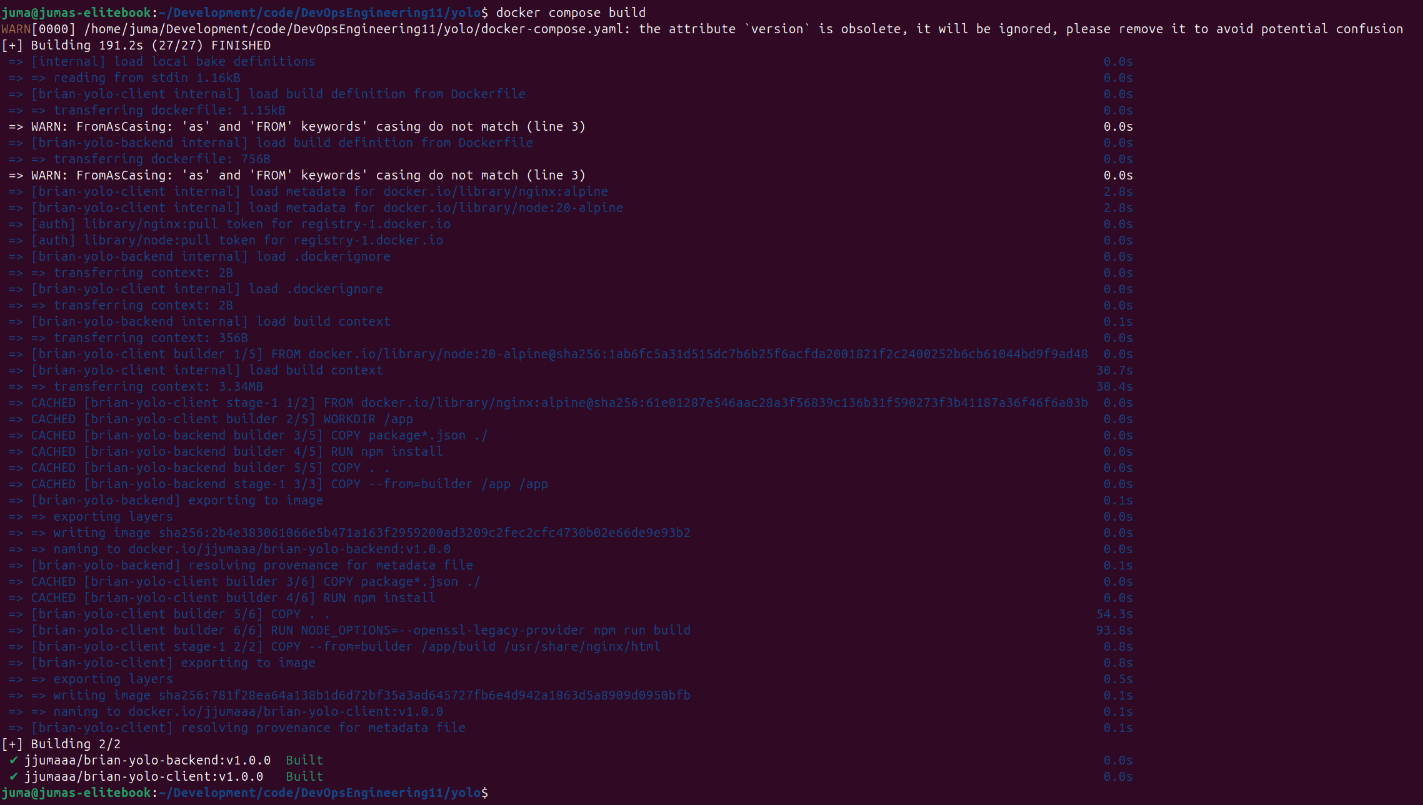 juma@jumas-elitebook:~/Development/code/DevOpsEngineering11/yolo$ docker compose build
WARN[0000] /home/juma/Development/code/DevOpsEngineering11/yolo/docker-compose.yaml: the attribute `version` is obsolete, it will be ignored, please remove it to avoid potential confusion
[+] Building 191.2s (27/27) FINISHED
=> [internal] load local bake definitions 0.0s
=> => reading from stdin 1.16kB 0.0s
=> [brian-yolo-client internal] load build definition from Dockerfile 0.0s
=> => transferring dockerfile: 1.15kB 0.0s
=> WARN: FromAsCasing: 'as' and 'FROM' keywords' casing do not match (line 3) 0.0s
=> [brian-yolo-backend internal] load build definition from Dockerfile 0.0s
=> => transferring dockerfile: 756B 0.0s
=> WARN: FromAsCasing: 'as' and 'FROM' keywords' casing do not match (line 3) 0.0s
=> [brian-yolo-client internal] load metadata for docker.io/library/nginx:alpine 2.8s
=> [brian-yolo-client internal] load metadata for docker.io/library/node:20-alpine 2.8s
=> [auth] library/nginx:pull token for registry-1.docker.io 0.0s
=> [auth] library/node:pull token for registry-1.docker.io 0.0s
=> [brian-yolo-backend internal] load .dockerignore 0.0s
=> => transferring context: 2B 0.0s
=> [brian-yolo-client internal] load .dockerignore 0.0s
=> => transferring context: 2B 0.0s
=> [brian-yolo-backend internal] load build context 0.1s
=> => transferring context: 356B 0.0s
=> [brian-yolo-client builder 1/5] FROM docker.io/library/node:20-alpine@sha256:1ab6fc5a31d515dc7b6b25f6acfda2001821f2c2400252b6cb61044bd9f9ad48 0.0s
=> [brian-yolo-client internal] load build context 30.7s
=> => transferring context: 3.34MB 30.4s
=> CACHED [brian-yolo-client stage-1 1/2] FROM docker.io/library/nginx:alpine@sha256:61e01287e546aac28a3f56839c136b31f590273f3b41187a36f46f6a03b 0.0s
=> CACHED [brian-yolo-client builder 2/5] WORKDIR /app 0.0s
=> CACHED [brian-yolo-backend builder 3/5] COPY package*.json ./ 0.0s
=> CACHED [brian-yolo-backend builder 4/5] RUN npm install 0.0s
=> CACHED [brian-yolo-backend builder 5/5] COPY . . 0.0s
=> CACHED [brian-yolo-backend stage-1 3/3] COPY --from=builder /app /app 0.0s
=> [brian-yolo-backend] exporting to image 0.1s
=> => exporting layers 0.0s
=> => writing image sha256:2b4e383061066e5b471a163f2959200ad3209c2fec2cfc4730b02e66de9e93b2 0.0s
=> => naming to docker.io/jjumaaa/brian-yolo-backend:v1.0.0 0.0s
=> [brian-yolo-backend] resolving provenance for metadata file 0.1s
=> CACHED [brian-yolo-client builder 3/6] COPY package*.json ./ 0.0s
=> CACHED [brian-yolo-client builder 4/6] RUN npm install 0.0s
=> [brian-yolo-client builder 5/6] COPY . . 54.3s
=> [brian-yolo-client builder 6/6] RUN NODE_OPTIONS=--openssl-legacy-provider npm run build 93.8s
=> [brian-yolo-client stage-1 2/2] COPY --from=builder /app/build /usr/share/nginx/html 0.8s
=> [brian-yolo-client] exporting to image 0.8s
=> => exporting layers 0.5s
=> => writing image sha256:781f28ea64a138b1d6d72bf35a3ad645727fb6e4d942a1863d5a8909d0950bfb 0.1s
=> => naming to docker.io/jjumaaa/brian-yolo-client:v1.0.0 0.1s
=> [brian-yolo-client] resolving provenance for metadata file 0.1s
[+] Building 2/2
✔ jjumaaa/brian-yolo-backend:v1.0.0 Built 0.0s
✔ jjumaaa/brian-yolo-client:v1.0.0 Built 0.0s
juma@jumas-elitebook:~/Development/code/DevOpsEngineering11/yolo$